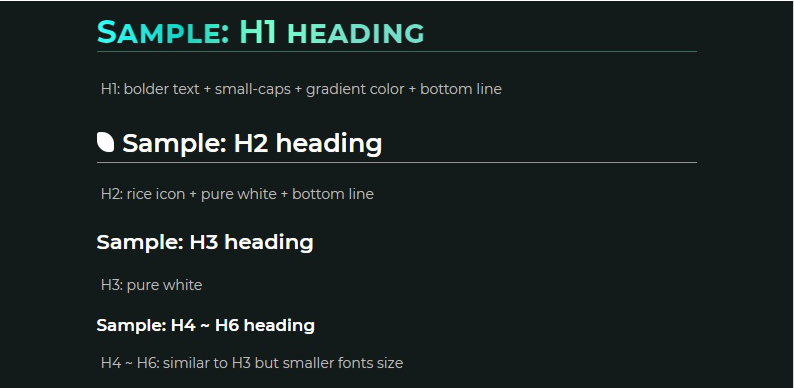 Sample: H1 heading
H1: bolder text + small-caps + gradient color + bottom line
Sample: H2 heading
H2: rice icon + pure white + bottom line
Sample: H3 heading
H3: pure white
Sample: H4 ~ H6 heading
H4 ~ H6: similar to H3 but smaller fonts size